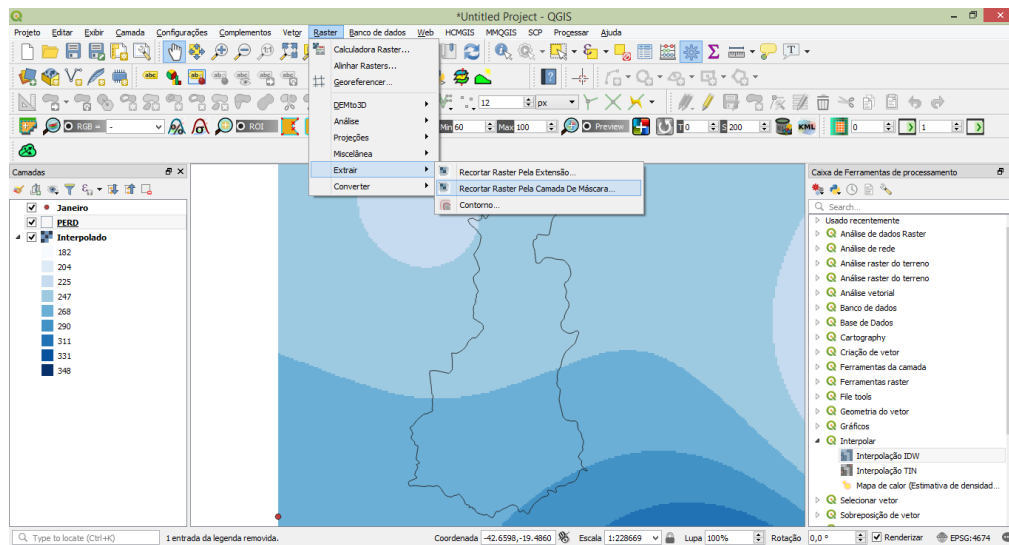 *Untitled Project - QGIS
Projeto Editar Exibir Camada Configurações Complementos Vetor Raster Banco de dados Web HCMGIS MMQGIS SCP Processar Ajuda
Calculadora Raster...
Alinhar Rasters...
Georeferencer...
DEMto3D
Análise
Projeções
Miscelânea
Extrair
Converter
Recortar Raster Pela Extensão...
Recortar Raster Pela Camada De Máscara...
Contorno...
abc abc abc abc abc abc
12 px
RGB = - ROI Min 60 Max 100 Preview T 0 S 200 KML 0 1
Camadas
Janeiro
PERD
Interpolado
182
204
225
247
268
290
311
331
348
Caixa de Ferramentas de processamento
Search...
Usado recentemente
Análise de dados Raster
Análise de rede
Análise raster do terreno
Análise raster do terreno
Análise vetorial
Banco de dados
Base de Dados
Cartography
Criação de vetor
Ferramentas da camada
Ferramentas raster
File tools
Geometria do vetor
Gráficos
Interpolar
Interpolação IDW
Interpolação TIN
Mapa de calor (Estimativa de densidad...
Selecionar vetor
Sobreposição de vetor
Type to locate (Ctrl+K) 1 entrada da legenda removida. Coordenada -42.6598,-19.4860 Escala 1:228669 Lupa 100% Rotação 0,0 ° Renderizar EPSG:4674